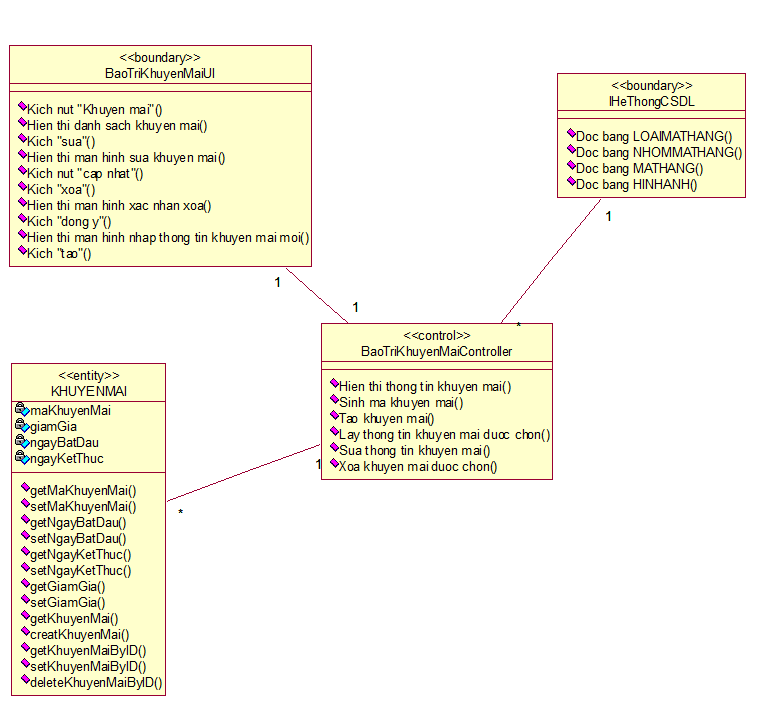 <<boundary>>
BaoTriKhuyenMaiUI
Kich nut "Khuyen mai"()
Hien thi danh sach khuyen mai()
Kich "sua"()
Hien thi man hinh sua khuyen mai()
Kich nut "cap nhat"()
Kich "xoa"()
Hien thi man hinh xac nhan xoa()
Kich "dong y"()
Hien thi man hinh nhap thong tin khuyen mai moi()
Kich "tao"()
<<boundary>>
IHeThongCSDL
Doc bang LOAIMATHANG()
Doc bang NHOMMATHANG()
Doc bang MATHANG()
Doc bang HINHANH()
1
1
1
*
<<control>>
BaoTriKhuyenMaiController
Hien thi thong tin khuyen mai()
Sinh ma khuyen mai()
Tao khuyen mai()
Lay thong tin khuyen mai duoc chon()
Sua thong tin khuyen mai()
Xoa khuyen mai duoc chon()
1
*
<<entity>>
KHUYENMAI
maKhuyenMai
giamGia
ngayBatDau
ngayKetThuc
getMaKhuyenMai()
setMaKhuyenMai()
getNgayBatDau()
setNgayBatDau()
getNgayKetThuc()
setNgayKetThuc()
getGiamGia()
setGiamGia()
getKhuyenMai()
creatKhuyenMai()
getKhuyenMaiByID()
setKhuyenMaiByID()
deleteKhuyenMaiByID()